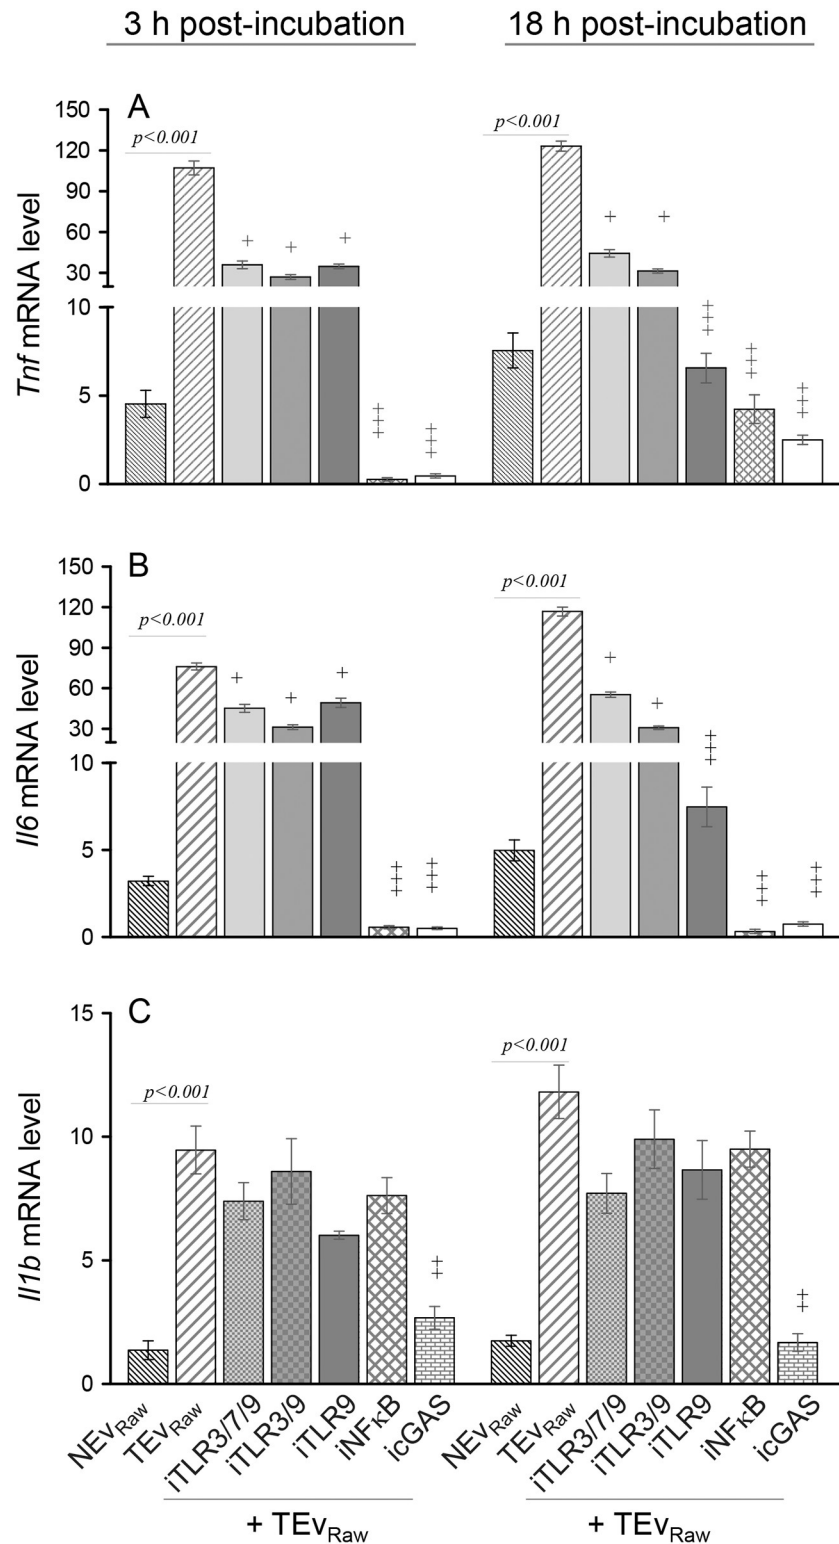 3 h post-incubation
18 h post-incubation
A
Tnf mRNA level
150
120
90
60
30
10
5
0
p<0.001
+
+
+
‡
+
‡
+
p<0.001
+
+
‡
+
‡
+
‡
+
B
Il6 mRNA level
150
120
90
60
30
10
5
0
p<0.001
+
+
+
‡
+
‡
+
p<0.001
+
+
‡
+
‡
+
‡
+
C
Il1b mRNA level
15
10
5
0
p<0.001
‡
p<0.001
‡
NEvRaw
TEvRaw
iTLR3/7/9
iTLR3/9
iTLR9
iNFκB
icGAS
NEvRaw
TEvRaw
iTLR3/7/9
iTLR3/9
iTLR9
iNFκB
icGAS
+ TEvRaw
+ TEvRaw